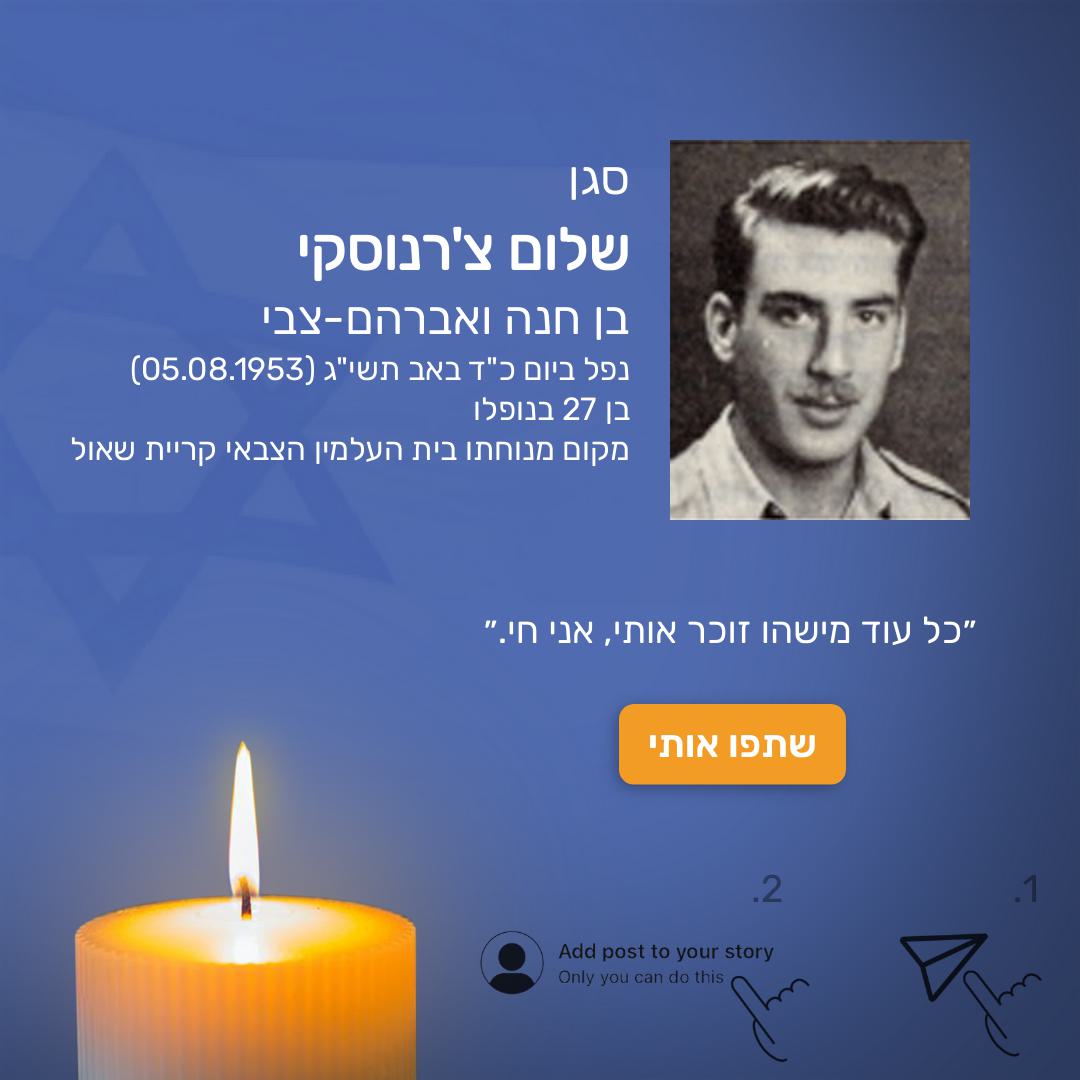 סגן
שלום צ'רנוסקי
בן חנה ואברהם-צבי
נפל ביום כ"ד באב תשי"ג (05.08.1953)
בן 27 בנופלו
מקום מנוחתו בית העלמין הצבאי קריית שאול
״כל עוד מישהו זוכר אותי, אני חי.״
שתפו אותי
1.
2.
Add post to your story
Only you can do this